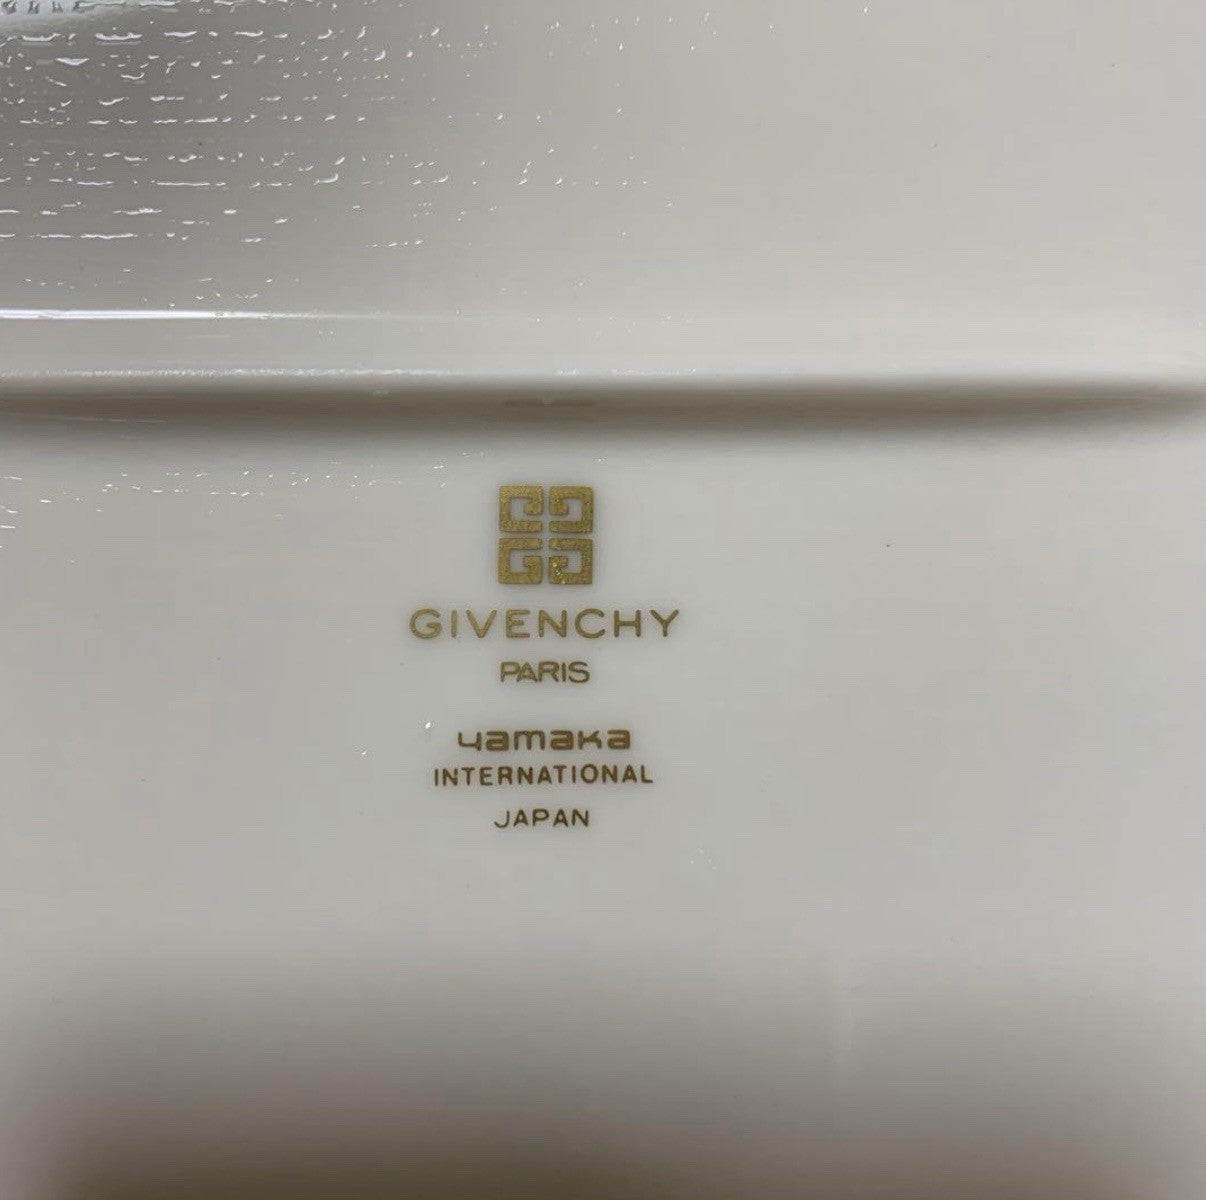 GIVENCHY
PARIS
yamaka
INTERNATIONAL
JAPAN